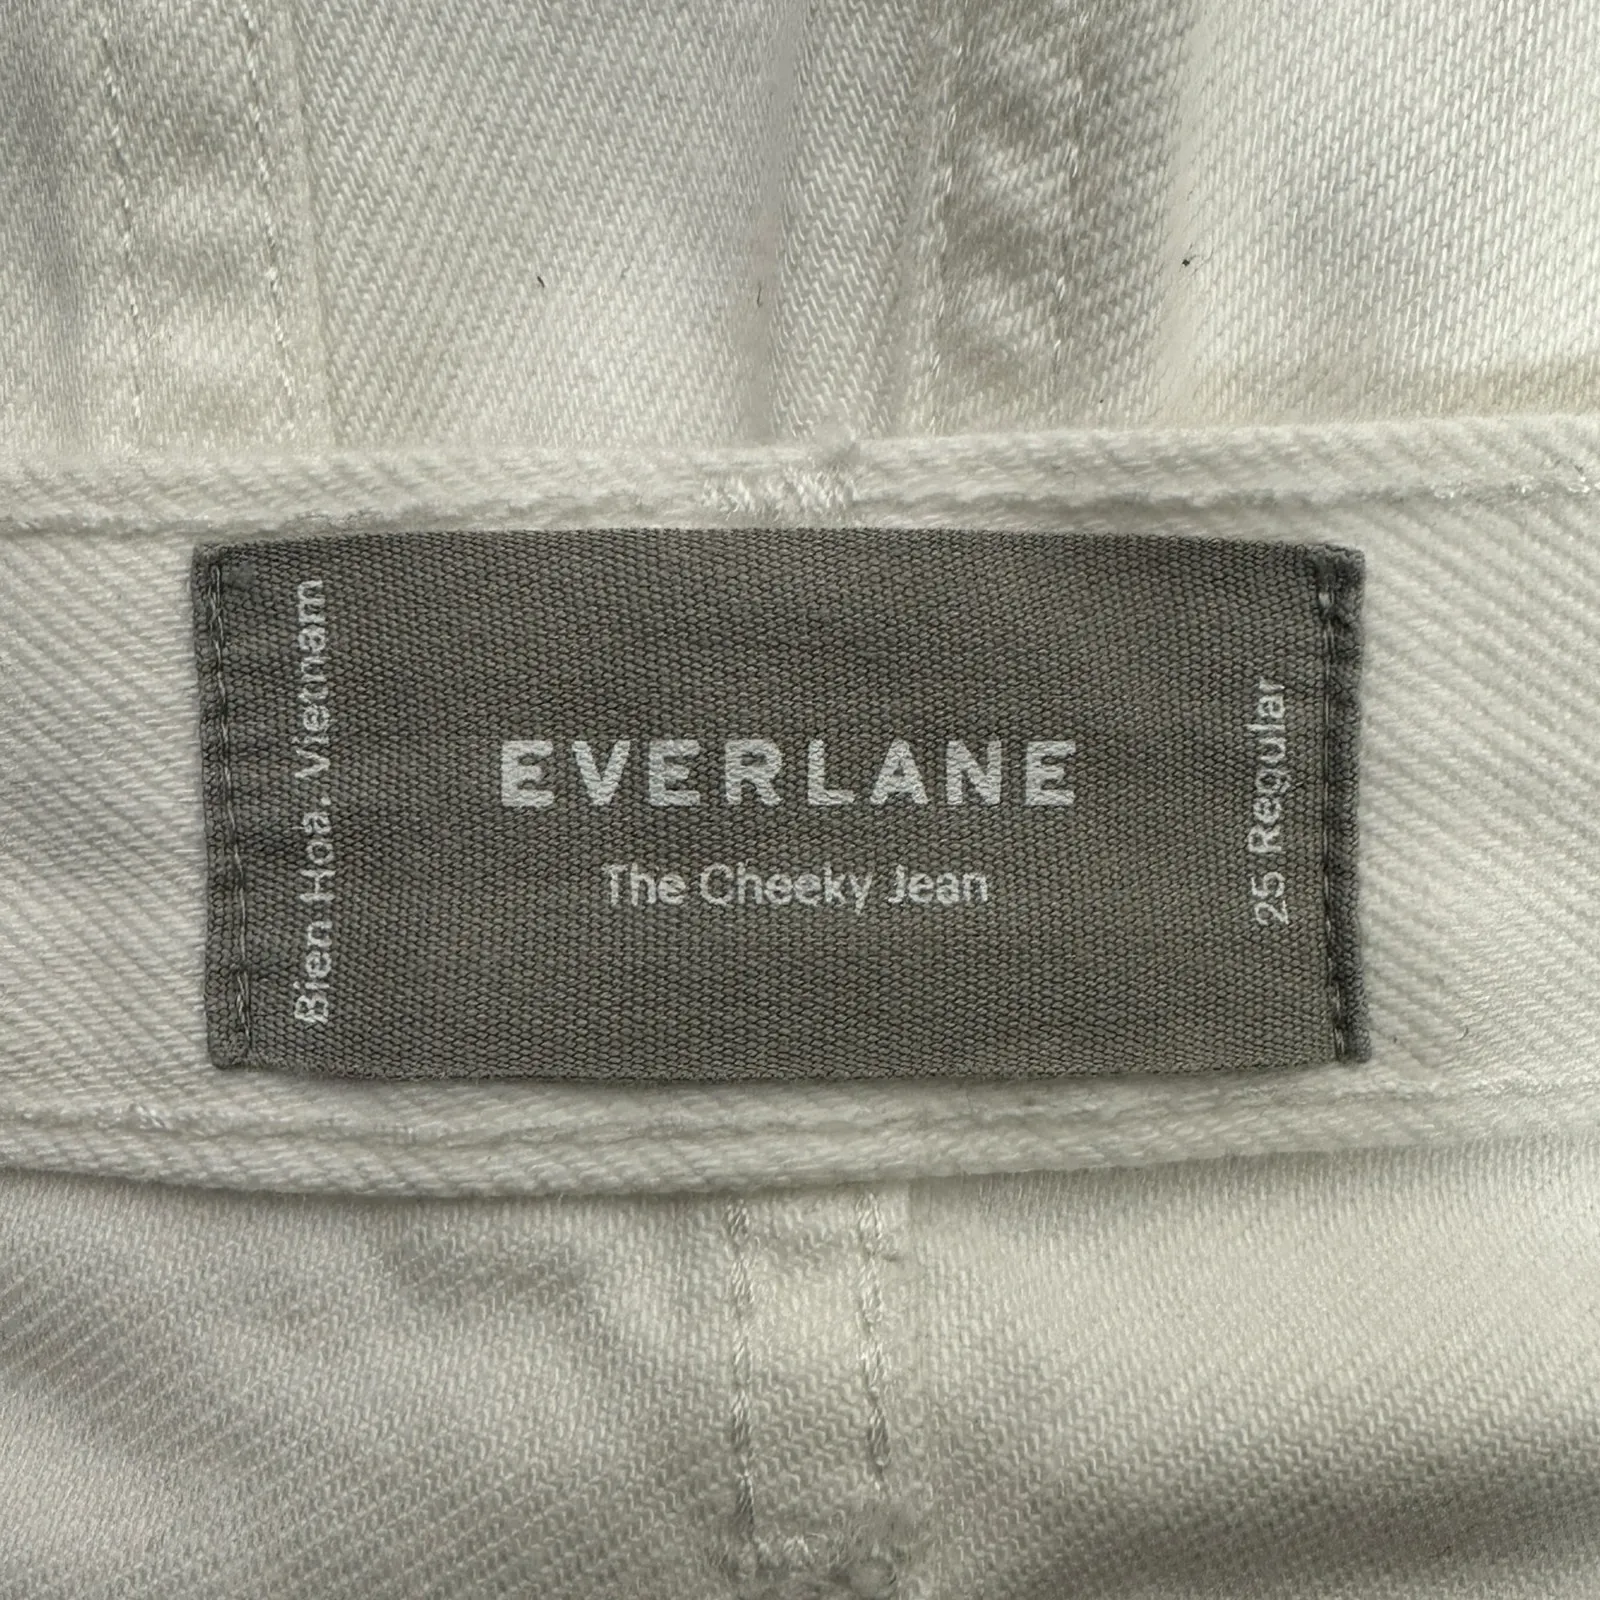 Bien Hoa. Vietnam
EVERLANE
The Cheeky Jean
25 Regular